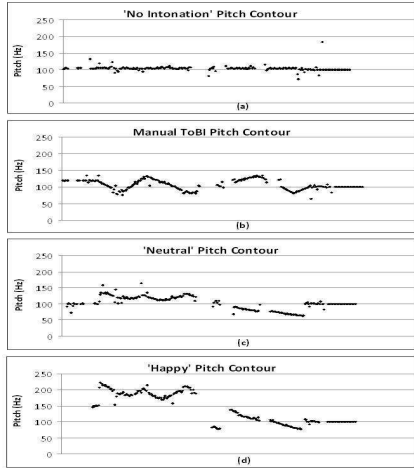 'No Intonation' Pitch Contour
250
200
150
100
50
0
Pitch (Hz)
(a)
Manual ToBI Pitch Contour
250
200
150
100
50
0
Pitch (Hz)
(b)
'Neutral' Pitch Contour
250
200
150
100
50
0
Pitch (Hz)
(c)
'Happy' Pitch Contour
250
200
150
100
50
0
Pitch (Hz)
(d)